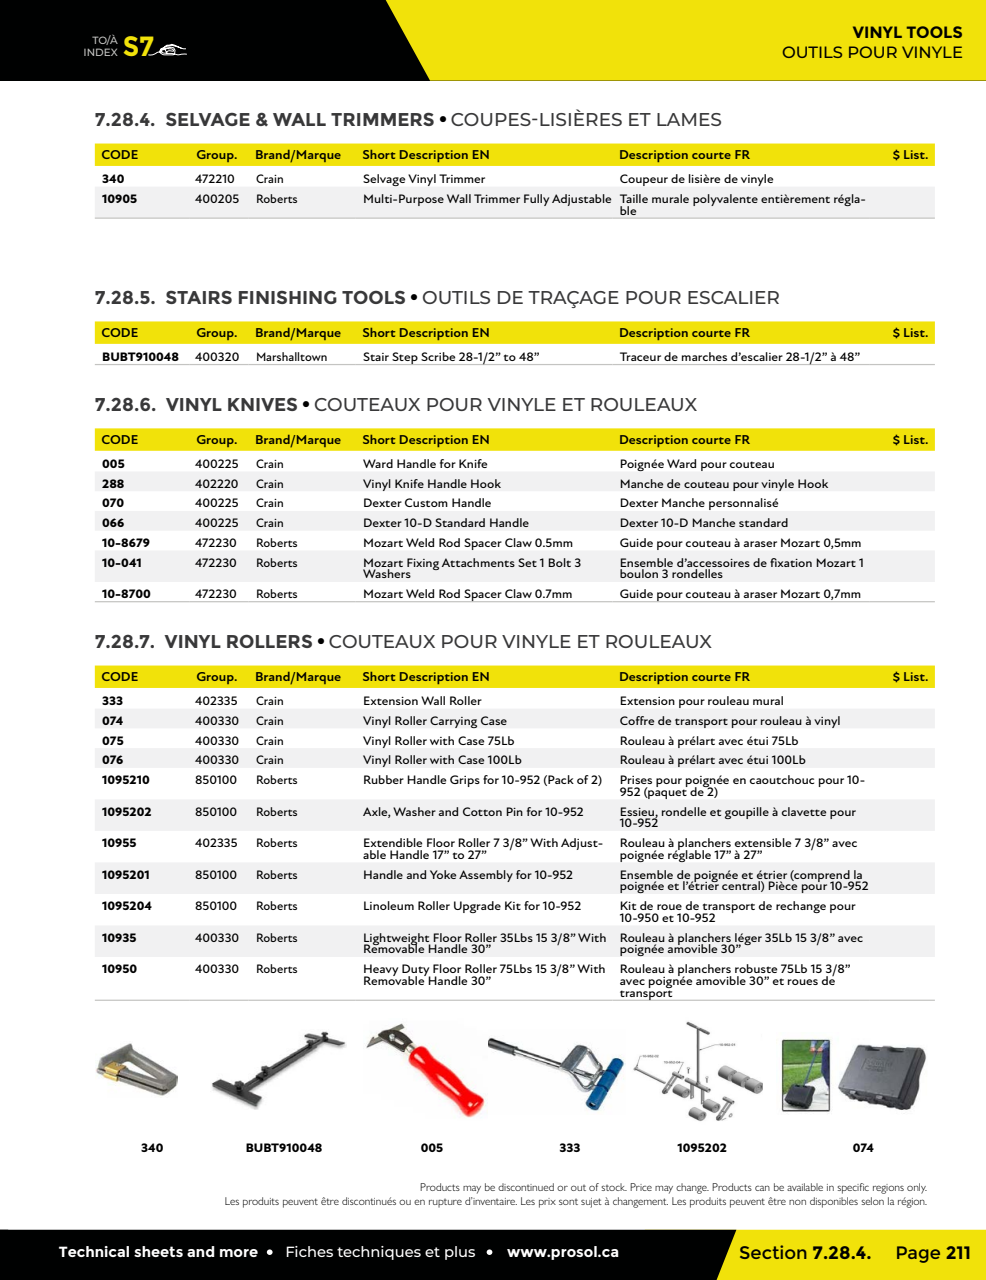 TO/À
INDEX S7
VINYL TOOLS
OUTILS POUR VINYLE
7.28.4. SELVAGE & WALL TRIMMERS • COUPES-LISIÈRES ET LAMES
CODE Group. Brand/Marque Short Description EN Description courte FR $ List.
340 472210 Crain Selvage Vinyl Trimmer Coupeur de lisière de vinyle
10905 400205 Roberts Multi-Purpose Wall Trimmer Fully Adjustable Taille murale polyvalente entièrement régla-
ble
7.28.5. STAIRS FINISHING TOOLS • OUTILS DE TRAÇAGE POUR ESCALIER
CODE Group. Brand/Marque Short Description EN Description courte FR $ List.
BUBT910048 400320 Marshalltown Stair Step Scribe 28-1/2” to 48” Traceur de marches d’escalier 28-1/2” à 48”
7.28.6. VINYL KNIVES • COUTEAUX POUR VINYLE ET ROULEAUX
CODE Group. Brand/Marque Short Description EN Description courte FR $ List.
005 400225 Crain Ward Handle for Knife Poignée Ward pour couteau
288 402220 Crain Vinyl Knife Handle Hook Manche de couteau pour vinyle Hook
070 400225 Crain Dexter Custom Handle Dexter Manche personnalisé
066 400225 Crain Dexter 10-D Standard Handle Dexter 10-D Manche standard
10-8679 472230 Roberts Mozart Weld Rod Spacer Claw 0.5mm Guide pour couteau à araser Mozart 0,5mm
10-041 472230 Roberts Mozart Fixing Attachments Set 1 Bolt 3 Ensemble d’accessoires de fixation Mozart 1
Washers boulon 3 rondelles
10-8700 472230 Roberts Mozart Weld Rod Spacer Claw 0.7mm Guide pour couteau à araser Mozart 0,7mm
7.28.7. VINYL ROLLERS • COUTEAUX POUR VINYLE ET ROULEAUX
CODE Group. Brand/Marque Short Description EN Description courte FR $ List.
333 402335 Crain Extension Wall Roller Extension pour rouleau mural
074 400330 Crain Vinyl Roller Carrying Case Coffre de transport pour rouleau à vinyl
075 400330 Crain Vinyl Roller with Case 75Lb Rouleau à prélart avec étui 75Lb
076 400330 Crain Vinyl Roller with Case 100Lb Rouleau à prélart avec étui 100Lb
1095210 850100 Roberts Rubber Handle Grips for 10-952 (Pack of 2) Prises pour poignée en caoutchouc pour 10-
952 (paquet de 2)
1095202 850100 Roberts Axle, Washer and Cotton Pin for 10-952 Essieu, rondelle et goupille à clavette pour
10-952
10955 402335 Roberts Extendible Floor Roller 7 3/8” With Adjust- Rouleau à planchers extensible 7 3/8” avec
able Handle 17” to 27” poignée réglable 17” à 27”
1095201 850100 Roberts Handle and Yoke Assembly for 10-952 Ensemble de poignée et étrier (comprend la
poignée et l’étrier central) Pièce pour 10-952
1095204 850100 Roberts Linoleum Roller Upgrade Kit for 10-952 Kit de roue de transport de rechange pour
10-950 et 10-952
10935 400330 Roberts Lightweight Floor Roller 35Lbs 15 3/8” With Rouleau à planchers léger 35Lb 15 3/8” avec
Removable Handle 30” poignée amovible 30”
10950 400330 Roberts Heavy Duty Floor Roller 75Lbs 15 3/8” With Rouleau à planchers robuste 75Lb 15 3/8”
Removable Handle 30” avec poignée amovible 30” et roues de
transport
340 BUBT910048 005 333 1095202 074
Products may be discontinued or out of stock. Price may change. Products can be available in specific regions only.
Les produits peuvent être discontinués ou en rupture d’inventaire. Les prix sont sujet à changement. Les produits peuvent être non disponibles selon la région.
Technical sheets and more • Fiches techniques et plus • www.prosol.ca
Section 7.28.4. Page 211